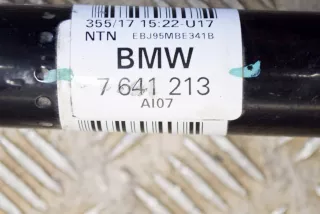 355/17 15:22-U17
NTN EBJ95MBE341B
BMW
7 641 213
AI07